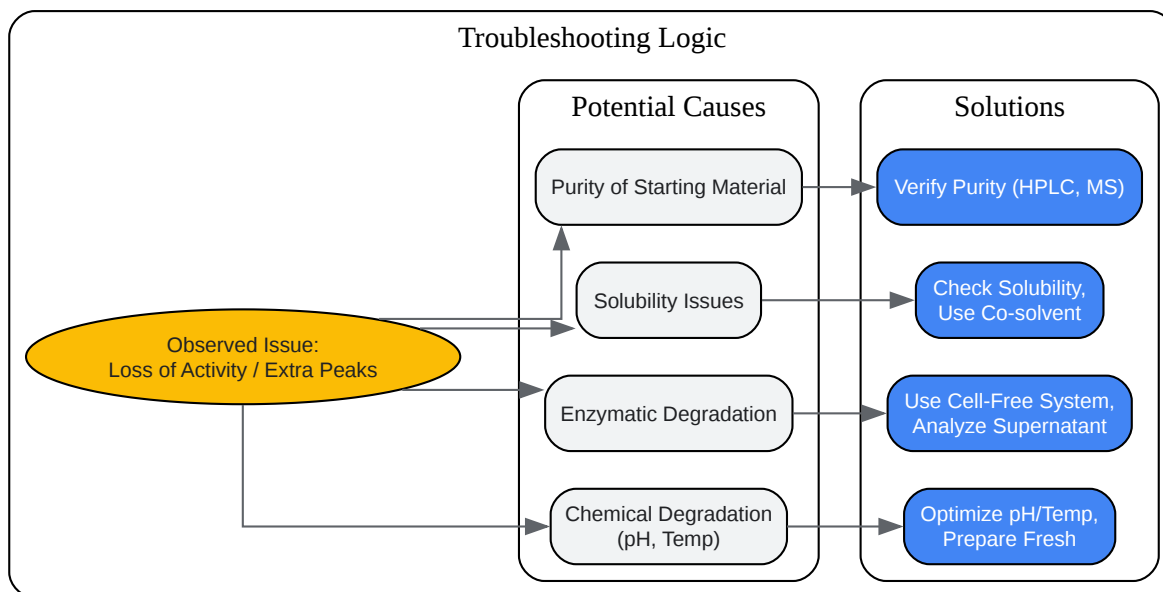 Troubleshooting Logic
Potential Causes
Solutions
Purity of Starting Material
Verify Purity (HPLC, MS)
Solubility Issues
Check Solubility,
Use Co-solvent
Observed Issue:
Loss of Activity / Extra Peaks
Enzymatic Degradation
Use Cell-Free System,
Analyze Supernatant
Chemical Degradation
(pH, Temp)
Optimize pH/Temp,
Prepare Fresh